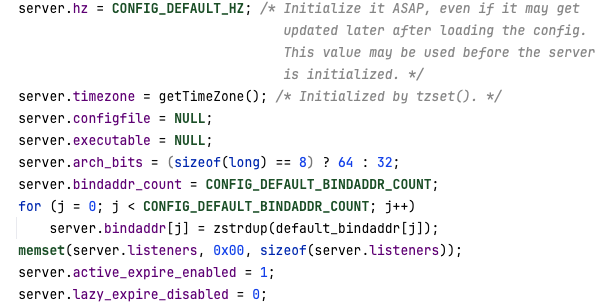 server.hz = CONFIG_DEFAULT_HZ; /* Initialize it ASAP, even if it may get
updated later after loading the config.
This value may be used before the server
is initialized. */
server.timezone = getTimeZone(); /* Initialized by tzset(). */
server.configfile = NULL;
server.executable = NULL;
server.arch_bits = (sizeof(long) == 8) ? 64 : 32;
server.bindaddr_count = CONFIG_DEFAULT_BINDADDR_COUNT;
for (j = 0; j < CONFIG_DEFAULT_BINDADDR_COUNT; j++)
server.bindaddr[j] = zstrdup(default_bindaddr[j]);
memset(server.listeners, 0x00, sizeof(server.listeners));
server.active_expire_enabled = 1;
server.lazy_expire_disabled = 0;